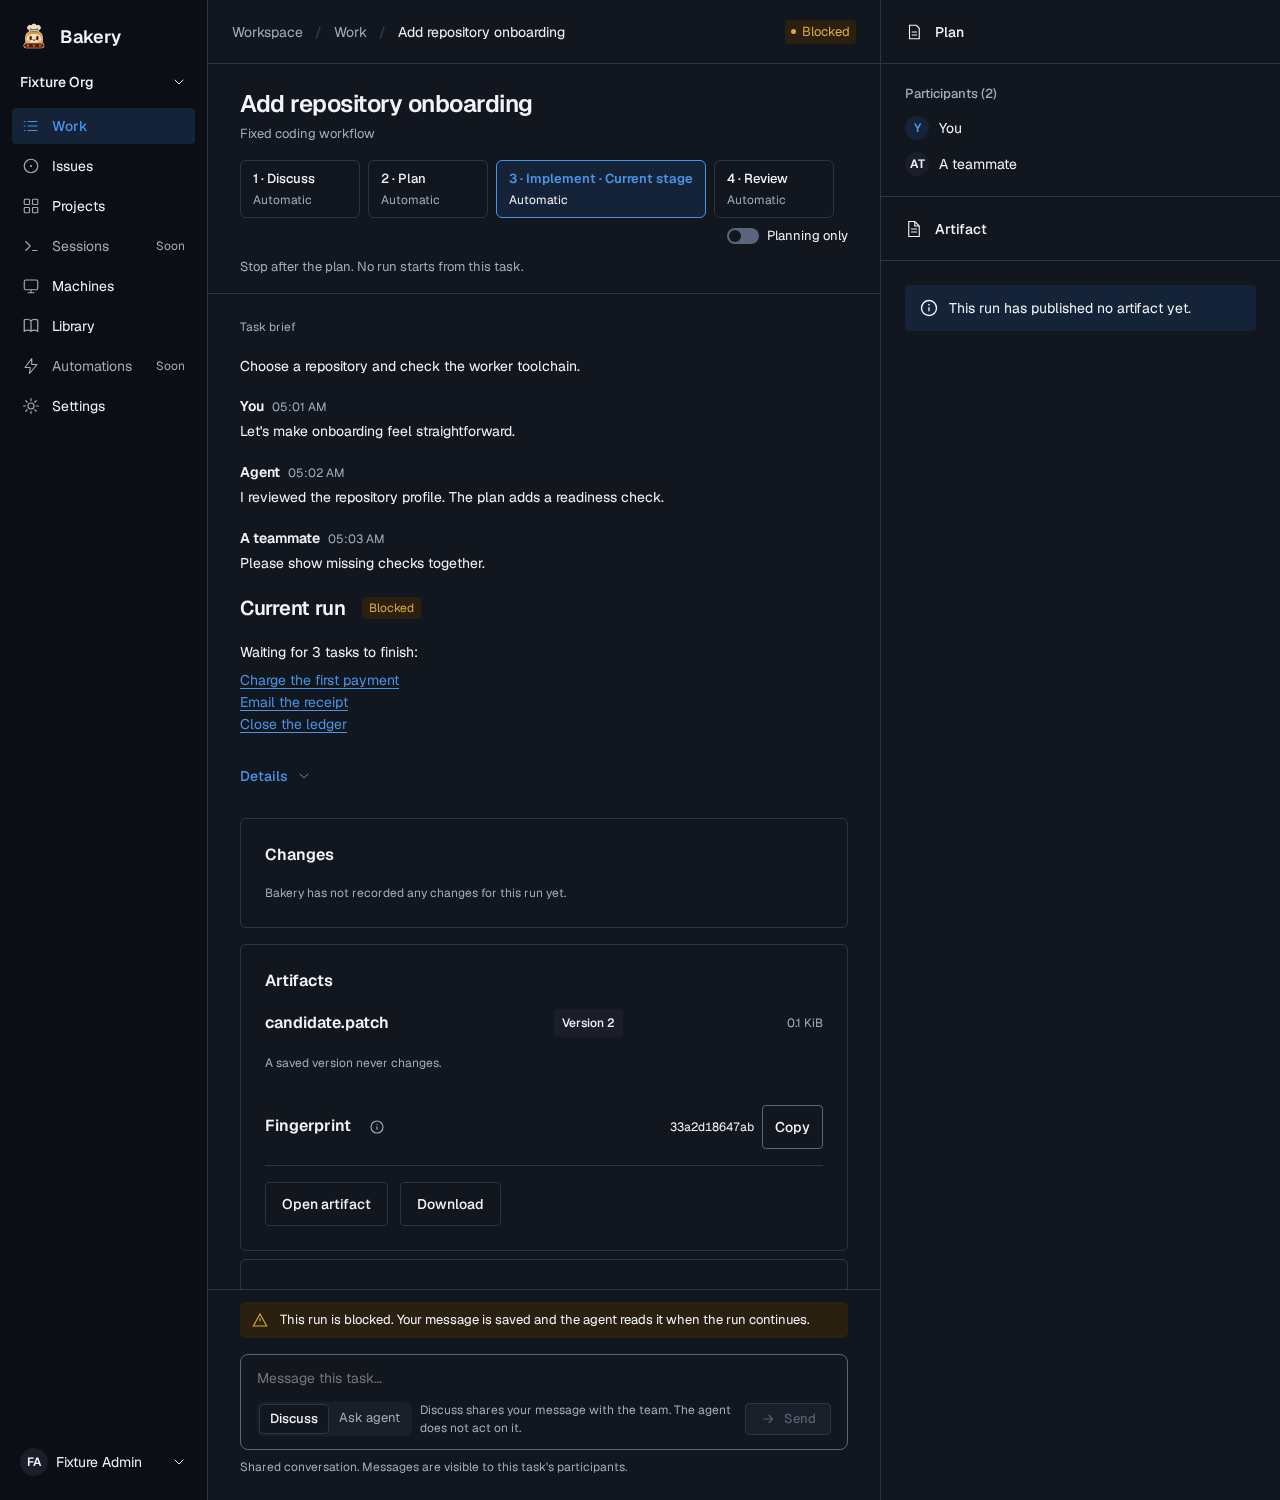 Bakery
Fixture Org
Work
Issues
Projects
Sessions Soon
Machines
Library
Automations Soon
Settings
FA Fixture Admin
Workspace / Work / Add repository onboarding
Blocked
Add repository onboarding
Fixed coding workflow
1 · Discuss
Automatic
2 · Plan
Automatic
3 · Implement · Current stage
Automatic
4 · Review
Automatic
Planning only
Stop after the plan. No run starts from this task.
Task brief
Choose a repository and check the worker toolchain.
You 05:01 AM
Let's make onboarding feel straightforward.
Agent 05:02 AM
I reviewed the repository profile. The plan adds a readiness check.
A teammate 05:03 AM
Please show missing checks together.
Current run Blocked
Waiting for 3 tasks to finish:
Charge the first payment
Email the receipt
Close the ledger
Details
Changes
Bakery has not recorded any changes for this run yet.
Artifacts
candidate.patch Version 2 0.1 KiB
A saved version never changes.
Fingerprint 33a2d18647ab Copy
Open artifact Download
This run is blocked. Your message is saved and the agent reads it when the run continues.
Message this task...
Discuss Ask agent
Discuss shares your message with the team. The agent
does not act on it.
Send
Shared conversation. Messages are visible to this task's participants.
Plan
Participants (2)
Y You
AT A teammate
Artifact
This run has published no artifact yet.